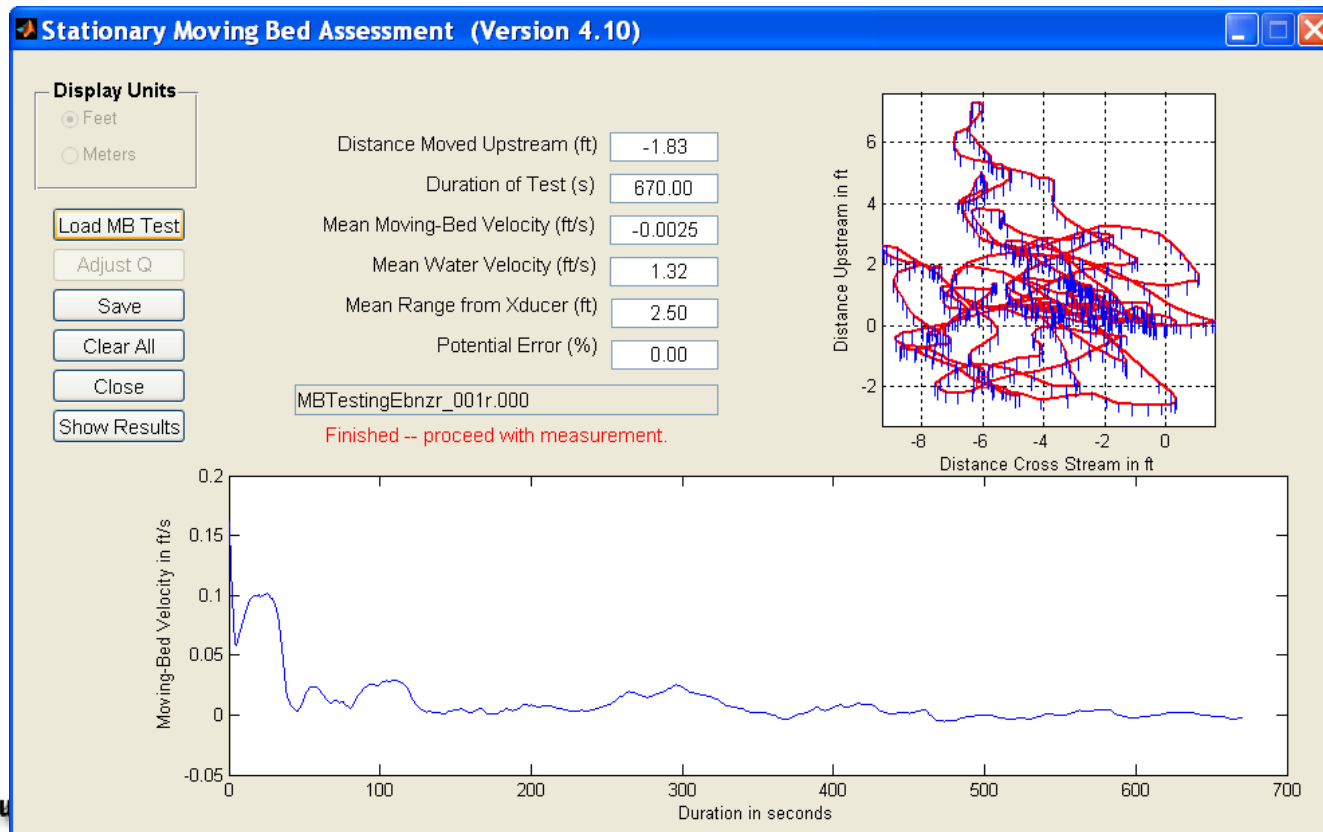 Stationary Moving Bed Assessment (Version 4.10)
Display Units
Feet
Meters
Load MB Test
Adjust Q
Save
Clear All
Close
Show Results
Distance Moved Upstream (ft) -1.83
Duration of Test (s) 670.00
Mean Moving-Bed Velocity (ft/s) -0.0025
Mean Water Velocity (ft/s) 1.32
Mean Range from Xducer (ft) 2.50
Potential Error (%) 0.00
MBTestingEbnzr_001r.000
Finished -- proceed with measurement.
Distance Upstream in ft
6
4
2
0
-2
-8 -6 -4 -2 0
Distance Cross Stream in ft
Moving-Bed Velocity in ft/s
0.2
0.15
0.1
0.05
0
-0.05
0 100 200 300 400 500 600 700
Duration in seconds